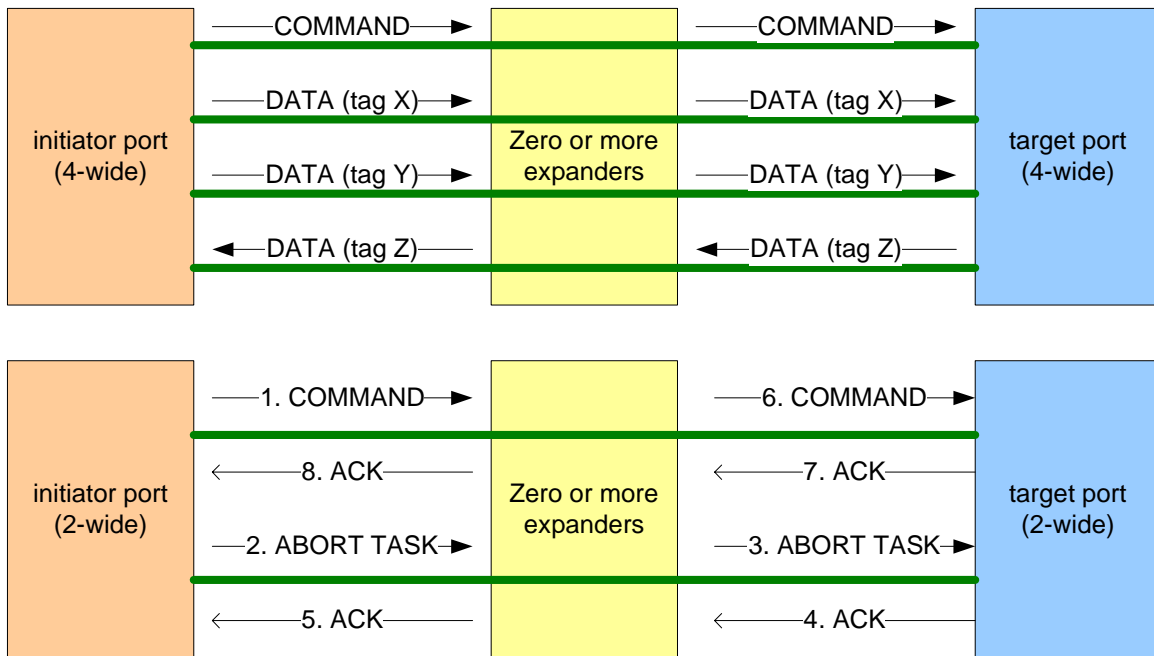 COMMAND
COMMAND
DATA (tag X)
DATA (tag X)
initiator port
(4-wide)
Zero or more
expanders
target port
(4-wide)
DATA (tag Y)
DATA (tag Y)
DATA (tag Z)
DATA (tag Z)
1. COMMAND
6. COMMAND
8. ACK
7. ACK
initiator port
(2-wide)
Zero or more
expanders
target port
(2-wide)
2. ABORT TASK
3. ABORT TASK
5. ACK
4. ACK